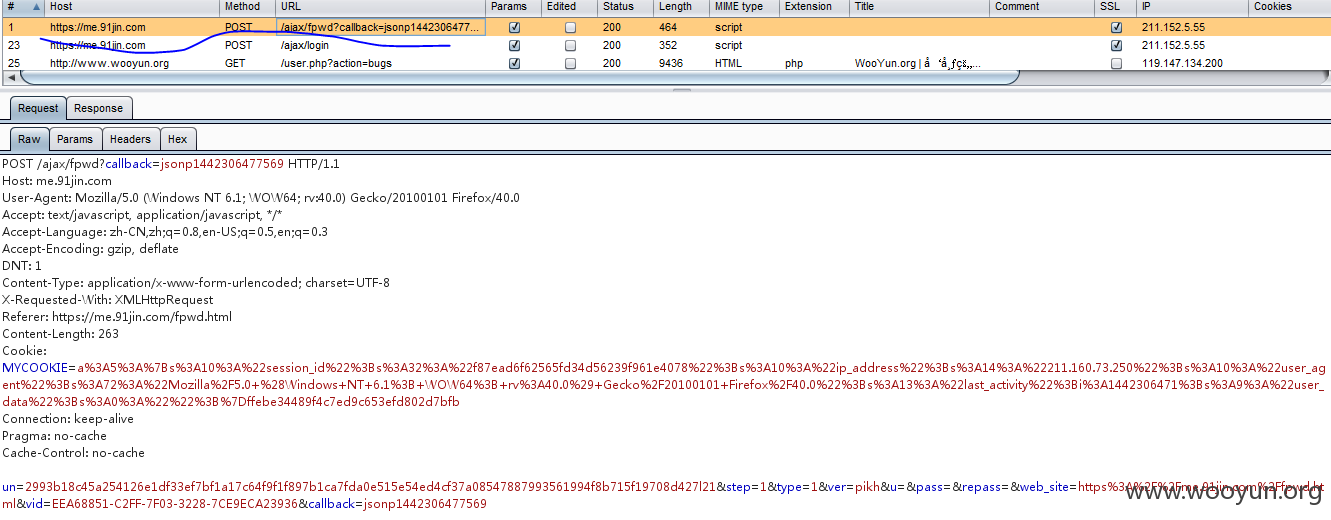 # Host Method URL Params Edited Status Length MIME type Extension Title Comment SSL IP Cookies
1 https://me.91jin.com POST /ajax/fpwd?callback=jsonp1442306477... 200 464 script 211.152.5.55
23 https://me.91jin.com POST /ajax/login 200 352 script 211.152.5.55
25 http://www.wooyun.org GET /user.php?action=bugs 200 9436 HTML php WooYun.org | 119.147.134.200
Request Response
Raw Params Headers Hex
POST /ajax/fpwd?callback=jsonp1442306477569 HTTP/1.1
Host: me.91jin.com
User-Agent: Mozilla/5.0 (Windows NT 6.1; WOW64; rv:40.0) Gecko/20100101 Firefox/40.0
Accept: text/javascript, application/javascript, */*
Accept-Language: zh-CN,zh;q=0.8,en-US;q=0.5,en;q=0.3
Accept-Encoding: gzip, deflate
DNT: 1
Content-Type: application/x-www-form-urlencoded; charset=UTF-8
X-Requested-With: XMLHttpRequest
Referer: https://me.91jin.com/fpwd.html
Content-Length: 263
Cookie:
MYCOOKIE=a%3A5%3A%7Bs%3A10%3A%22session_id%22%3Bs%3A32%3A%22f87ead6f62565fd34d56239f961e4078%22%3Bs%3A10%3A%22ip_address%22%3Bs%3A14%3A%22211.160.73.250%22%3Bs%3A10%3A%22user_ag
ent%22%3Bs%3A72%3A%22Mozilla%2F5.0+%28Windows+NT+6.1%3B+WOW64%3B+rv%3A40.0%29+Gecko%2F20100101+Firefox%2F40.0%22%3Bs%3A13%3A%22last_activity%22%3Bi%3A1442306471%3Bs%3A9%3A%22user_
data%22%3Bs%3A0%3A%22%22%3B%7Dffebe34489f4c7ed9c653efd802d7bfb
Connection: keep-alive
Pragma: no-cache
Cache-Control: no-cache
un=2993b18c45a254126e1df33ef7bf1a17c64f9f1f897b1ca7fda0e515e54ed4cf37a08547887993561994f8b715f19708d427l21&step=1&type=1&ver=pikh&u=&pass=&repass=&web_site=https%3A%2F%2Fme.91jin.com%2Ffpwd.ht
ml&vid=EEA68851-C2FF-7F03-3228-7CE9ECA23936&callback=jsonp1442306477569
www.wooyun.org